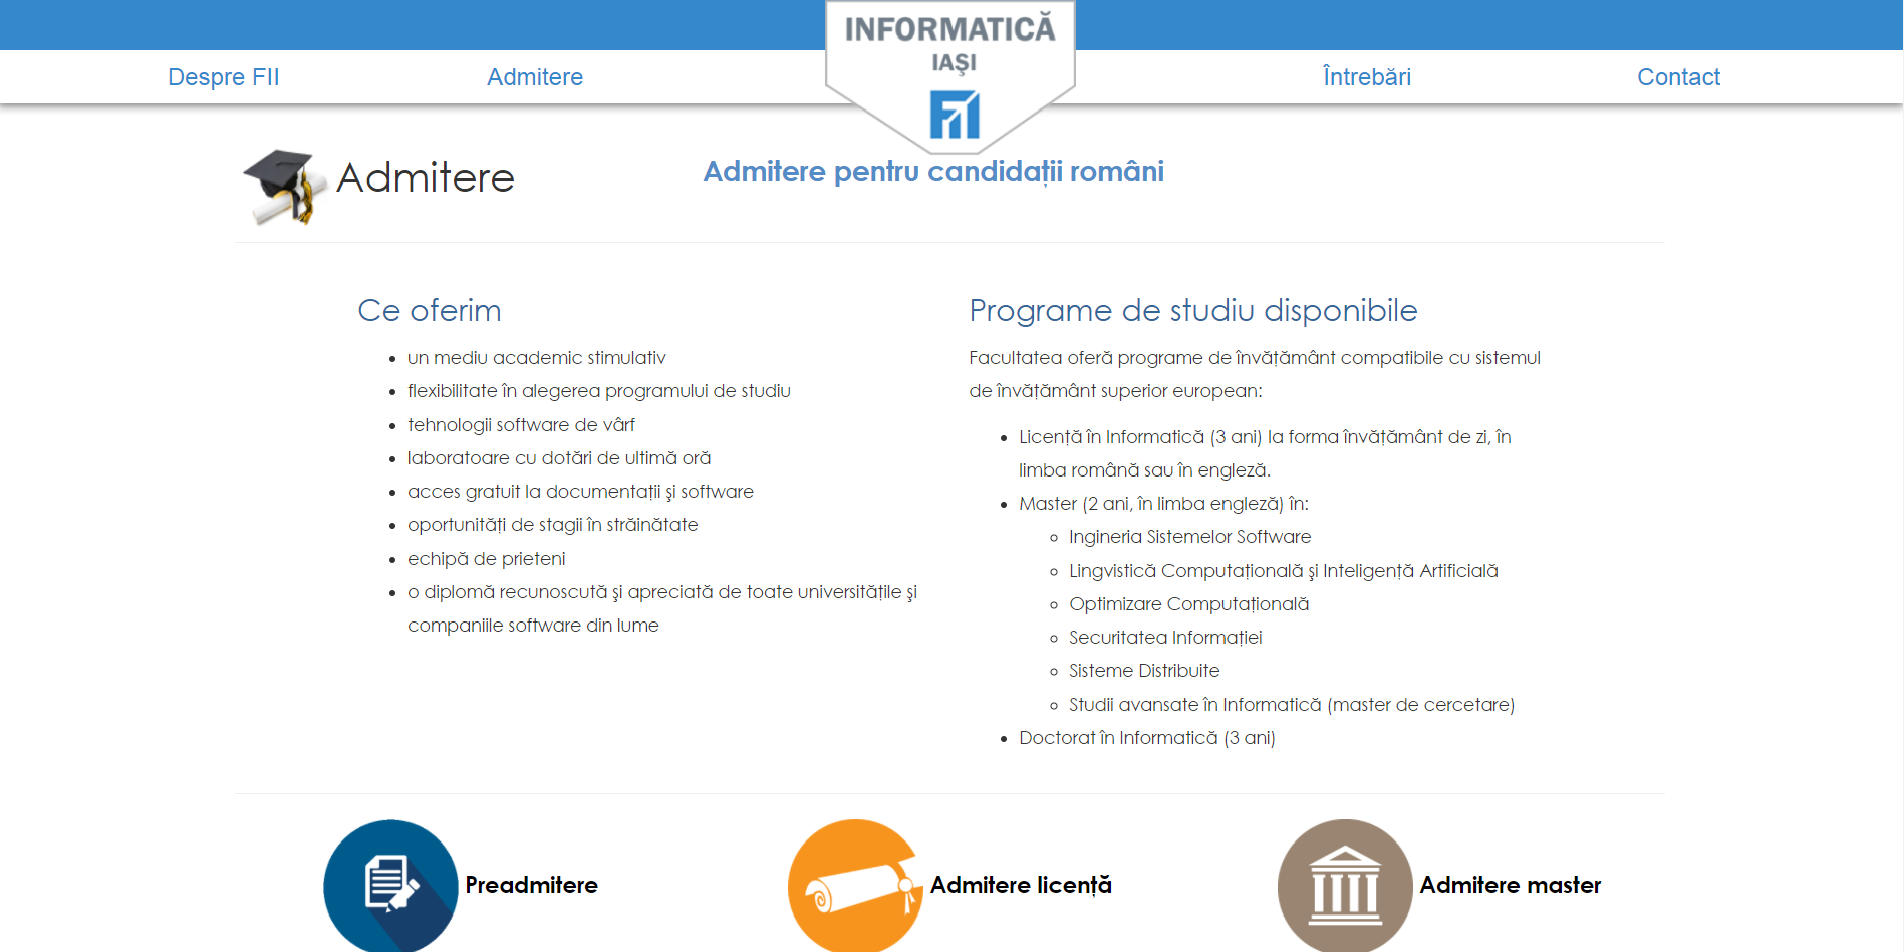 INFORMATICĂ
IAŞI
Despre FII
Admitere
Întrebări
Contact
Admitere
Admitere pentru candidații români
Ce oferim
un mediu academic stimulativ
flexibilitate în alegerea programului de studiu
tehnologii software de vârf
laboratoare cu dotări de ultimă oră
acces gratuit la documentații şi software
oportunități de stagii în străinătate
echipă de prieteni
o diplomă recunoscută şi apreciată de toate universitățile şi
companiile software din lume
Programe de studiu disponibile
Facultatea oferă programe de învățământ compatibile cu sistemul
de învățământ superior european:
Licență în Informatică (3 ani) la forma învățământ de zi, în
limba română sau în engleză.
Master (2 ani, în limba engleză) în:
Ingineria Sistemelor Software
Lingvistică Computațională şi Inteligență Artificială
Optimizare Computațională
Securitatea Informației
Sisteme Distribuite
Studii avansate în Informatică (master de cercetare)
Doctorat în Informatică (3 ani)
Preadmitere
Admitere licență
Admitere master